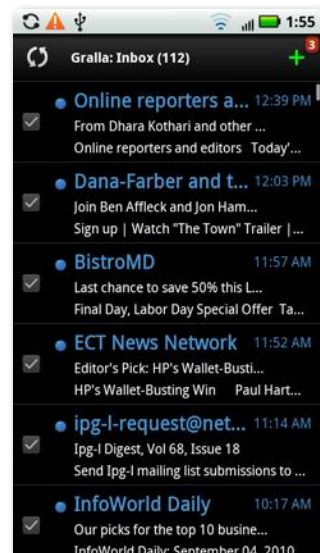 1:55
Gralla: Inbox (112)
3
Online reporters a... 12:39 PM
From Dhara Kothari and other ...
Online reporters and editors Today'...
Dana-Farber and t... 12:03 PM
Join Ben Affleck and Jon Ham...
Sign up | Watch "The Town" Trailer |...
BistroMD 11:57 AM
Last chance to save 50% this L...
Final Day, Labor Day Special Offer Ta...
ECT News Network 11:52 AM
Editor's Pick: HP's Wallet-Busti...
HP's Wallet-Busting Win Paul Hart...
ipg-l-request@net... 11:14 AM
Ipg-l Digest, Vol 68, Issue 18
Send Ipg-l mailing list submissions to ...
InfoWorld Daily 10:17 AM
Our picks for the top 10 busine...
InfoWorld Daily: September 04, 2010